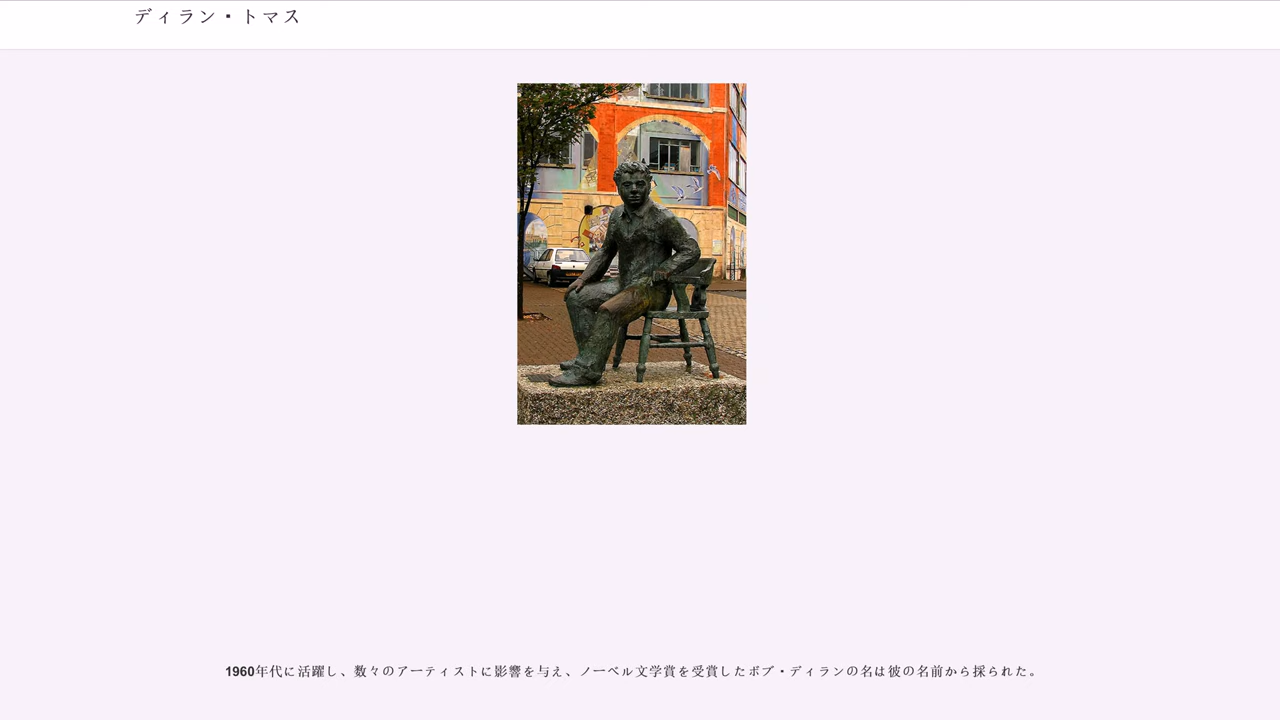 ディラン・トマス
1960年代に活躍し、数々のアーティストに影響を与え、ノーベル文学賞を受賞したボブ・ディランの名は彼の名前から採られた。